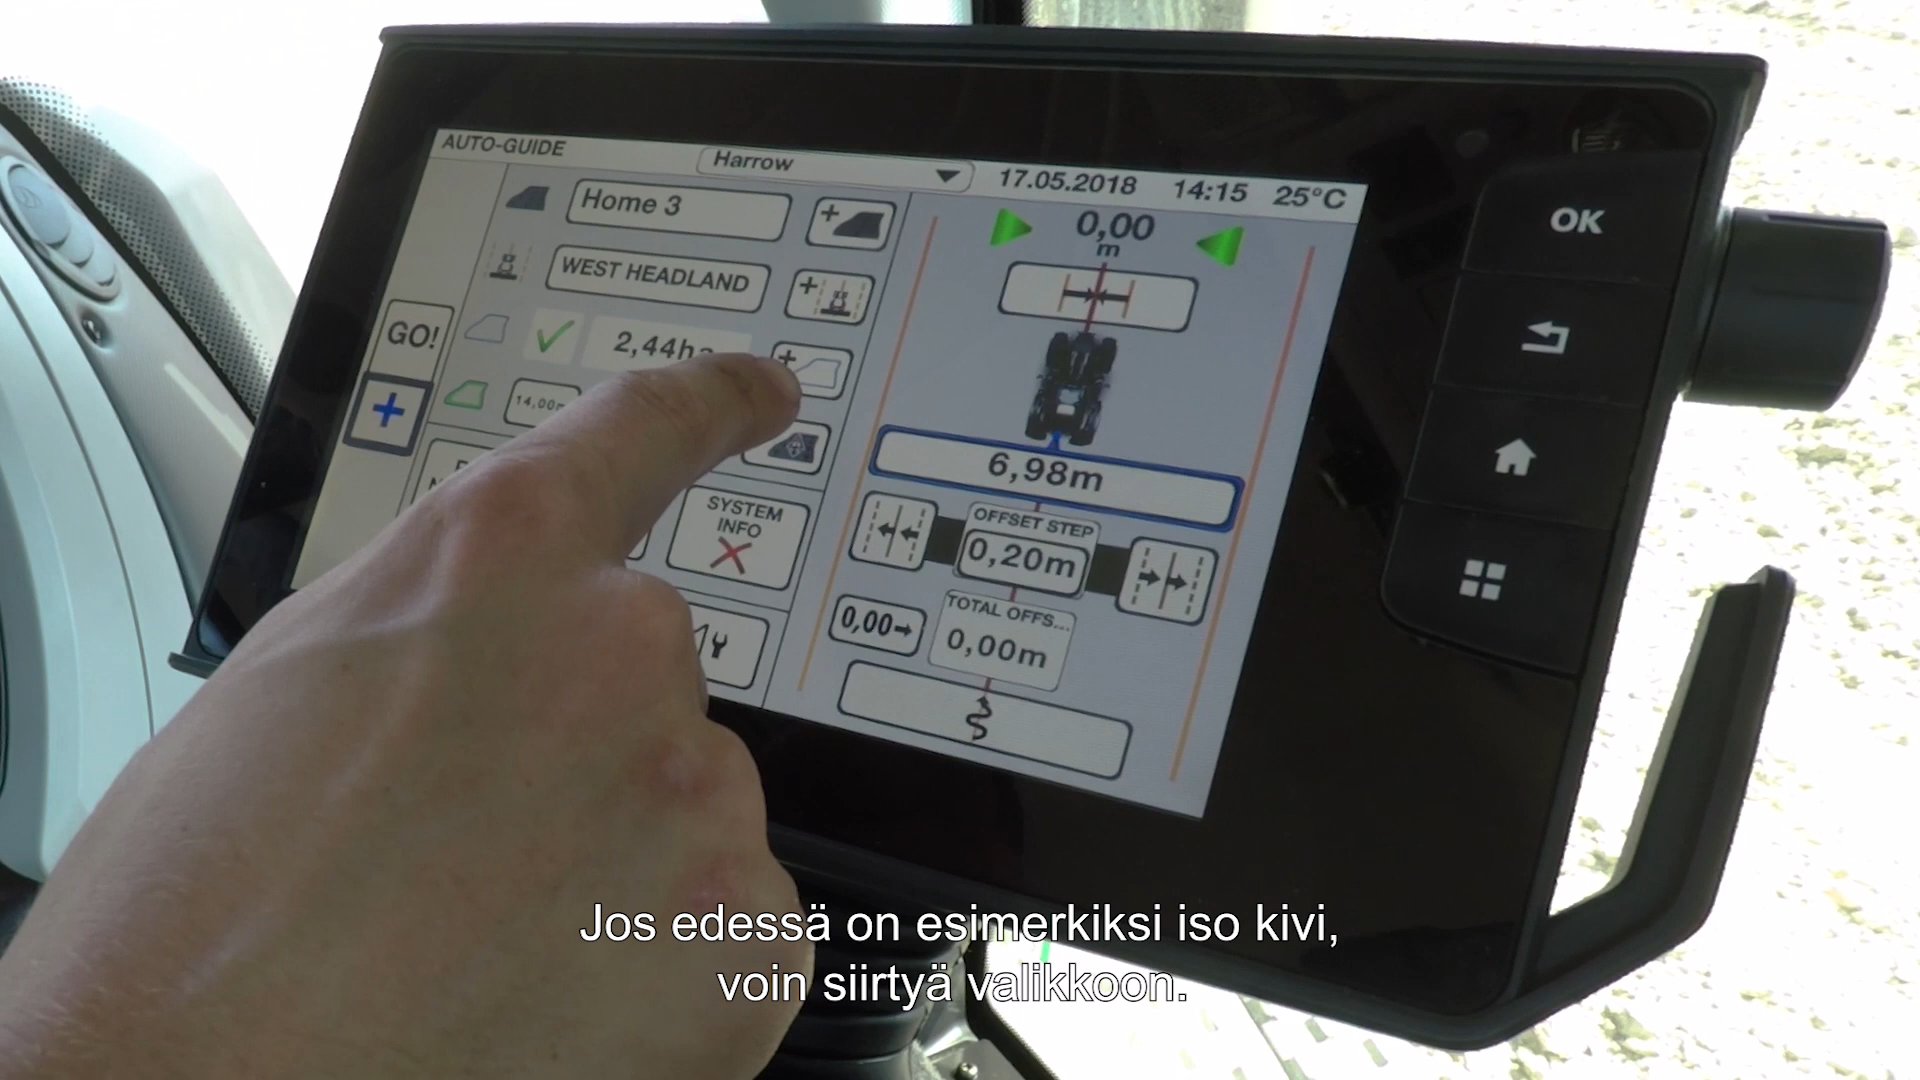 AUTO-GUIDE
Harrow
17.05.2018
14:15
25°C
Home 3
WEST HEADLAND
GO!
2,44ha
14,00m
SYSTEM
INFO
0,00
m
6,98m
OFFSET STEP
0,20m
0,00
TOTAL OFFS...
0,00m
OK
Jos edessä on esimerkiksi iso kivi,
voin siirtyä valikkoon.